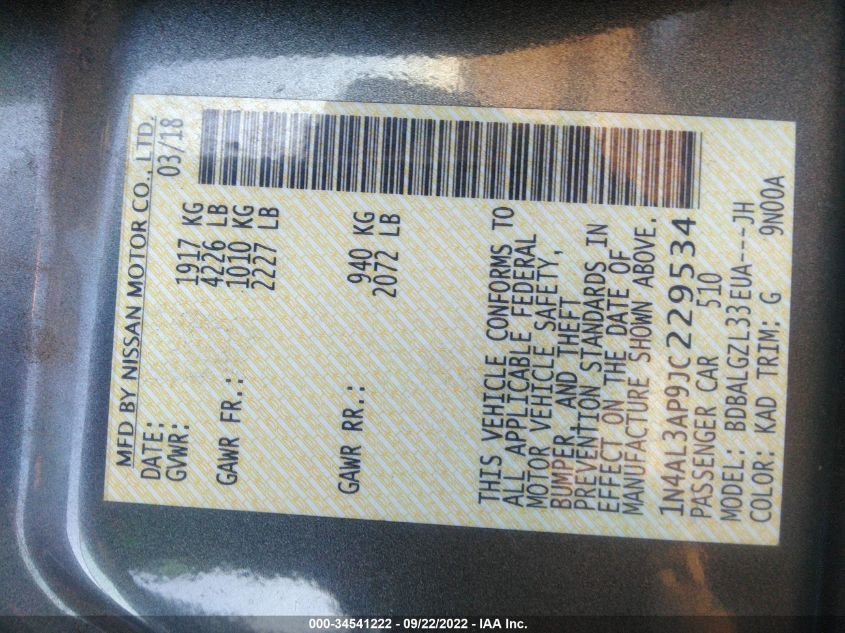 MFD BY NISSAN MOTOR CO., LTD.
DATE: 03/18
GVWR: 1917 KG
4226 LB
GAWR FR.: 1010 KG
2227 LB
GAWR RR.: 940 KG
2072 LB
THIS VEHICLE CONFORMS TO
ALL APPLICABLE FEDERAL
MOTOR VEHICLE SAFETY,
BUMPER, AND THEFT
PREVENTION STANDARDS IN
EFFECT ON THE DATE OF
MANUFACTURE SHOWN ABOVE.
1N4AL3AP9JC229534
PASSENGER CAR 510
MODEL: BDBALGZL33EUA---JH
COLOR: KAD TRIM: G 9N00A
000-34541222 - 09/22/2022 - IAA Inc.